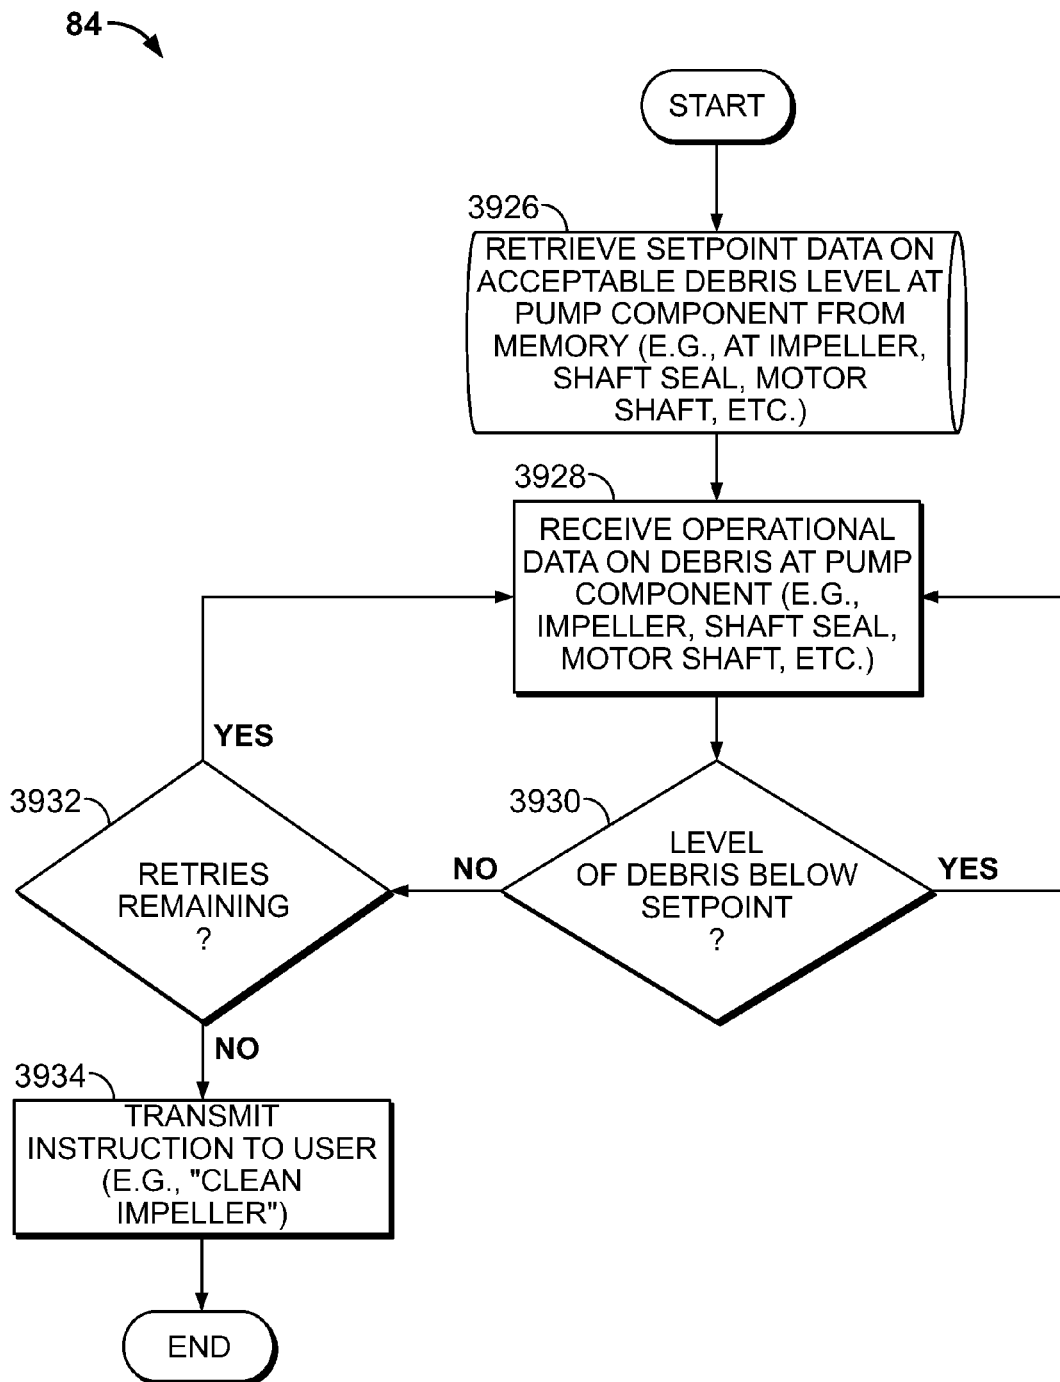 84
START
3926
RETRIEVE SETPOINT DATA ON
ACCEPTABLE DEBRIS LEVEL AT
PUMP COMPONENT FROM
MEMORY (E.G., AT IMPELLER,
SHAFT SEAL, MOTOR
SHAFT, ETC.)
3928
RECEIVE OPERATIONAL
DATA ON DEBRIS AT PUMP
COMPONENT (E.G.,
IMPELLER, SHAFT SEAL,
MOTOR SHAFT, ETC.)
YES
3932
RETRIES
REMAINING
?
NO
3930
LEVEL
OF DEBRIS BELOW
SETPOINT
?
YES
NO
3934
TRANSMIT
INSTRUCTION TO USER
(E.G., "CLEAN
IMPELLER")
END